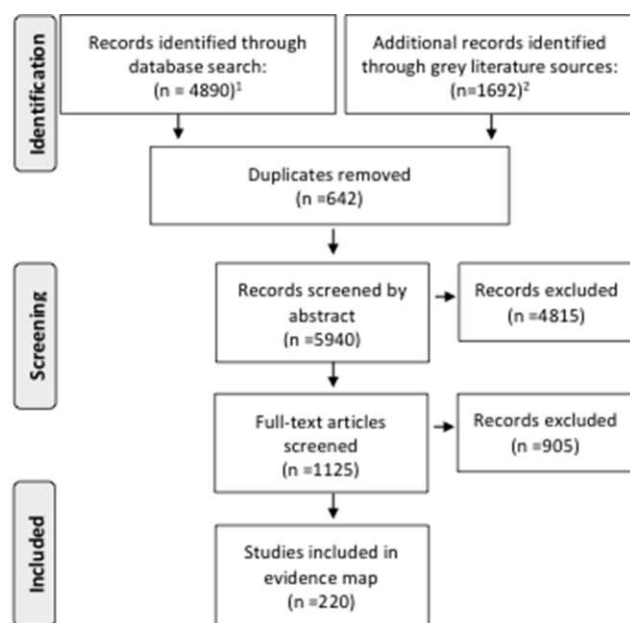 Identification
Records identified through
database search:
(n = 4890)¹
Additional records identified
through grey literature sources:
(n=1692)²
Duplicates removed
(n =642)
Screening
Records screened by
abstract
(n =5940)
Records excluded
(n =4815)
Full-text articles
screened
(n =1125)
Records excluded
(n =905)
Included
Studies included in
evidence map
(n =220)